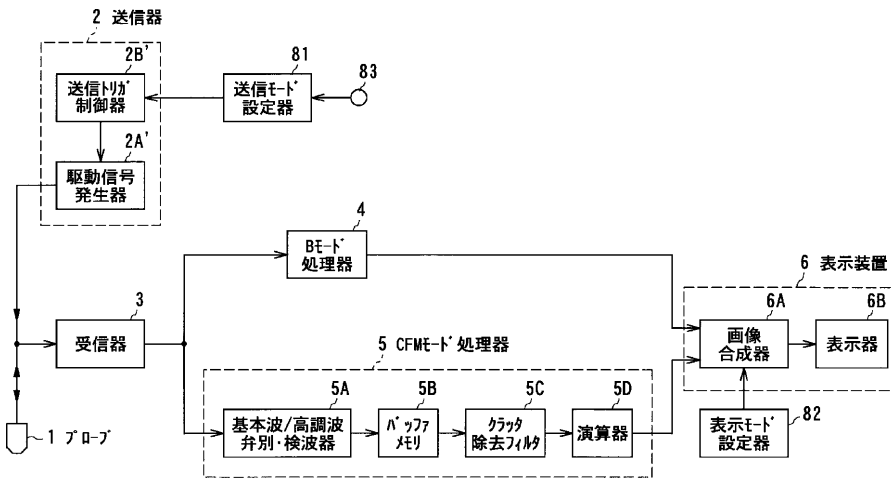 2 送信器
2B'
送信トリガ
制御器
81
送信モード
設定器
83
2A'
駆動信号
発生器
4
Bモード
処理器
6 表示装置
3
受信器
6A
画像
合成器
6B
表示器
5 CFMモード処理器
5A
基本波/高調波
弁別・検波器
5B
バッファ
メモリ
5C
クラッタ
除去フィルタ
5D
演算器
82
表示モード
設定器
1 プローブ